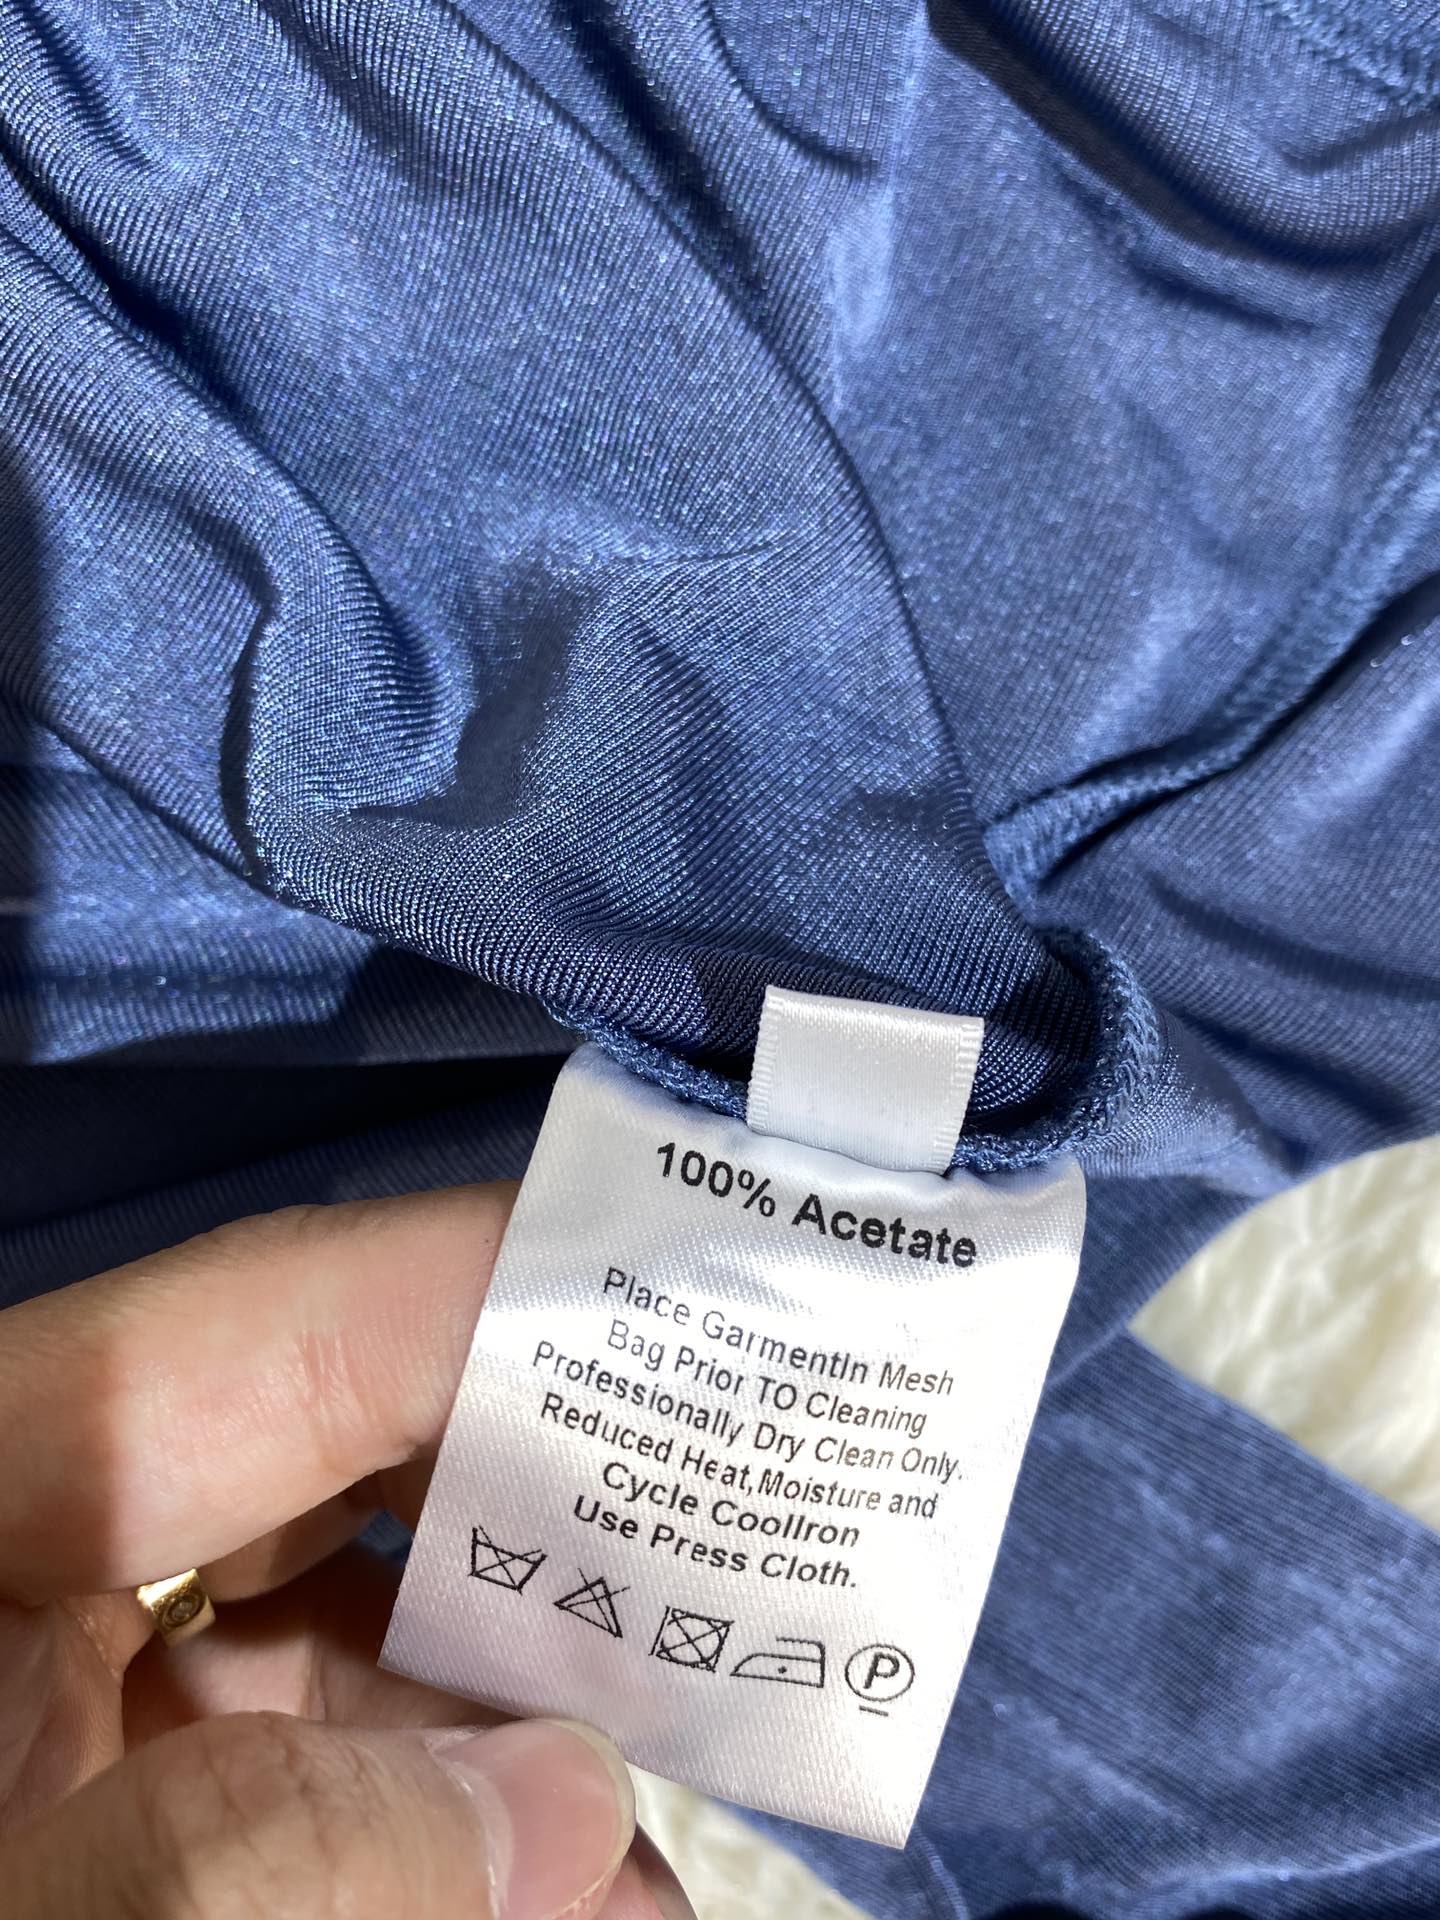 100% Acetate
Place GarmentIn Mesh
Bag Prior TO Cleaning
Professionally Dry Clean Only.
Reduced Heat,Moisture and
Cycle CoolIron
Use Press Cloth.
P